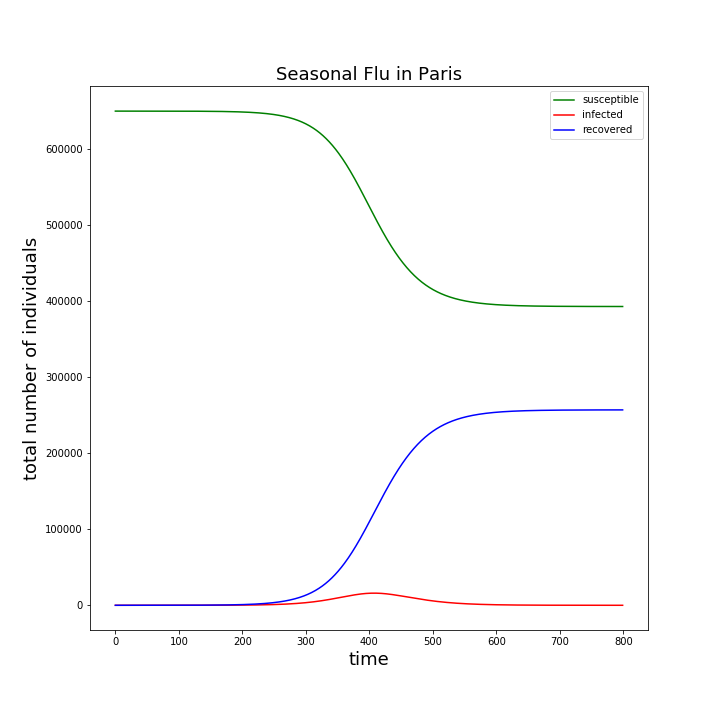 Seasonal Flu in Paris
susceptible
infected
recovered
total number of individuals
600000
500000
400000
300000
200000
100000
0
0 100 200 300 400 500 600 700 800
time